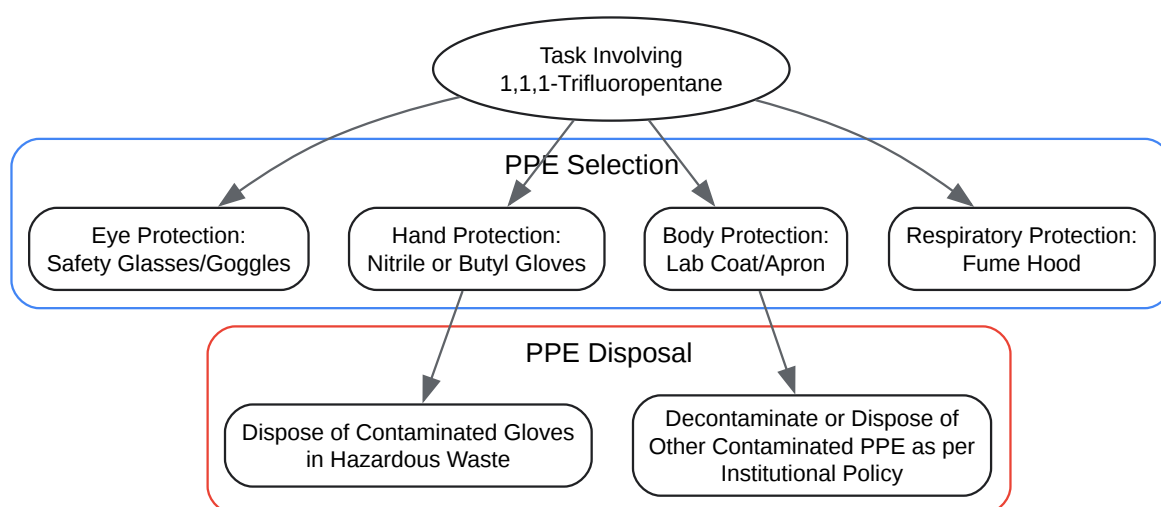 Task Involving
1,1,1-Trifluoropentane
PPE Selection
Eye Protection:
Safety Glasses/Goggles
Hand Protection:
Nitrile or Butyl Gloves
Body Protection:
Lab Coat/Apron
Respiratory Protection:
Fume Hood
PPE Disposal
Dispose of Contaminated Gloves
in Hazardous Waste
Decontaminate or Dispose of
Other Contaminated PPE as per
Institutional Policy